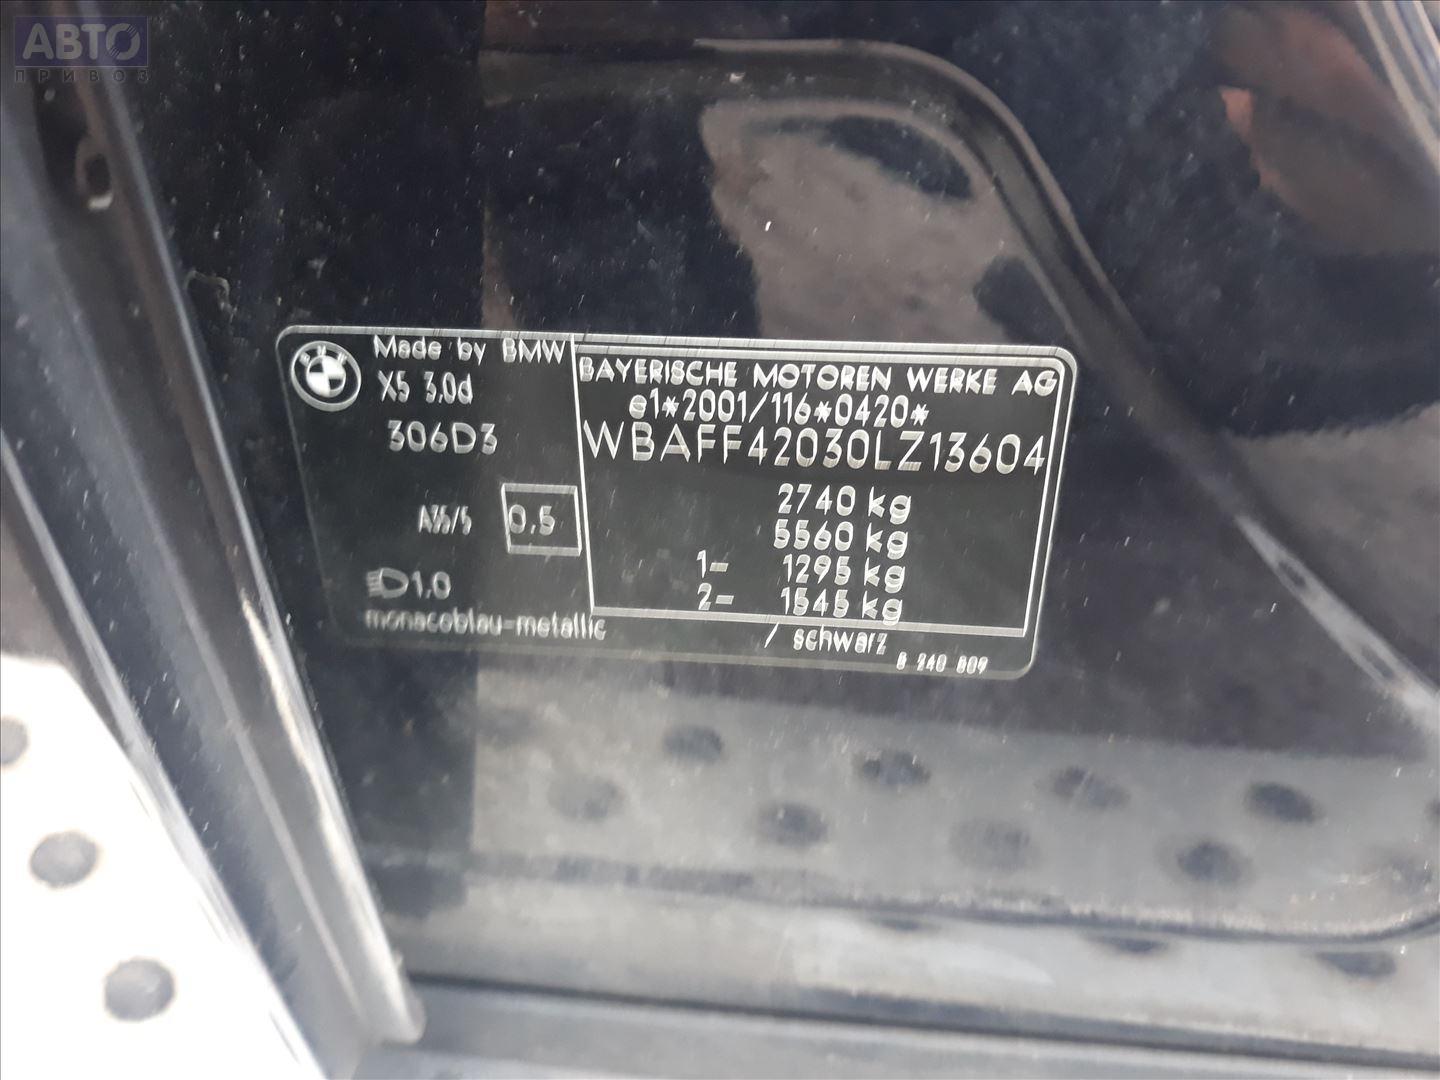 АВТО
ПРИВОЗ
Made by BMW
X5 3.0d
306D3
A35/5 0.5
1.0
monacoblau-metallic
BAYERISCHE MOTOREN WERKE AG
e1*2001/116*0420*
WBAFF42030LZ13604
2740 kg
5560 kg
1- 1295 kg
2- 1545 kg
/ schwarz
8 240 809